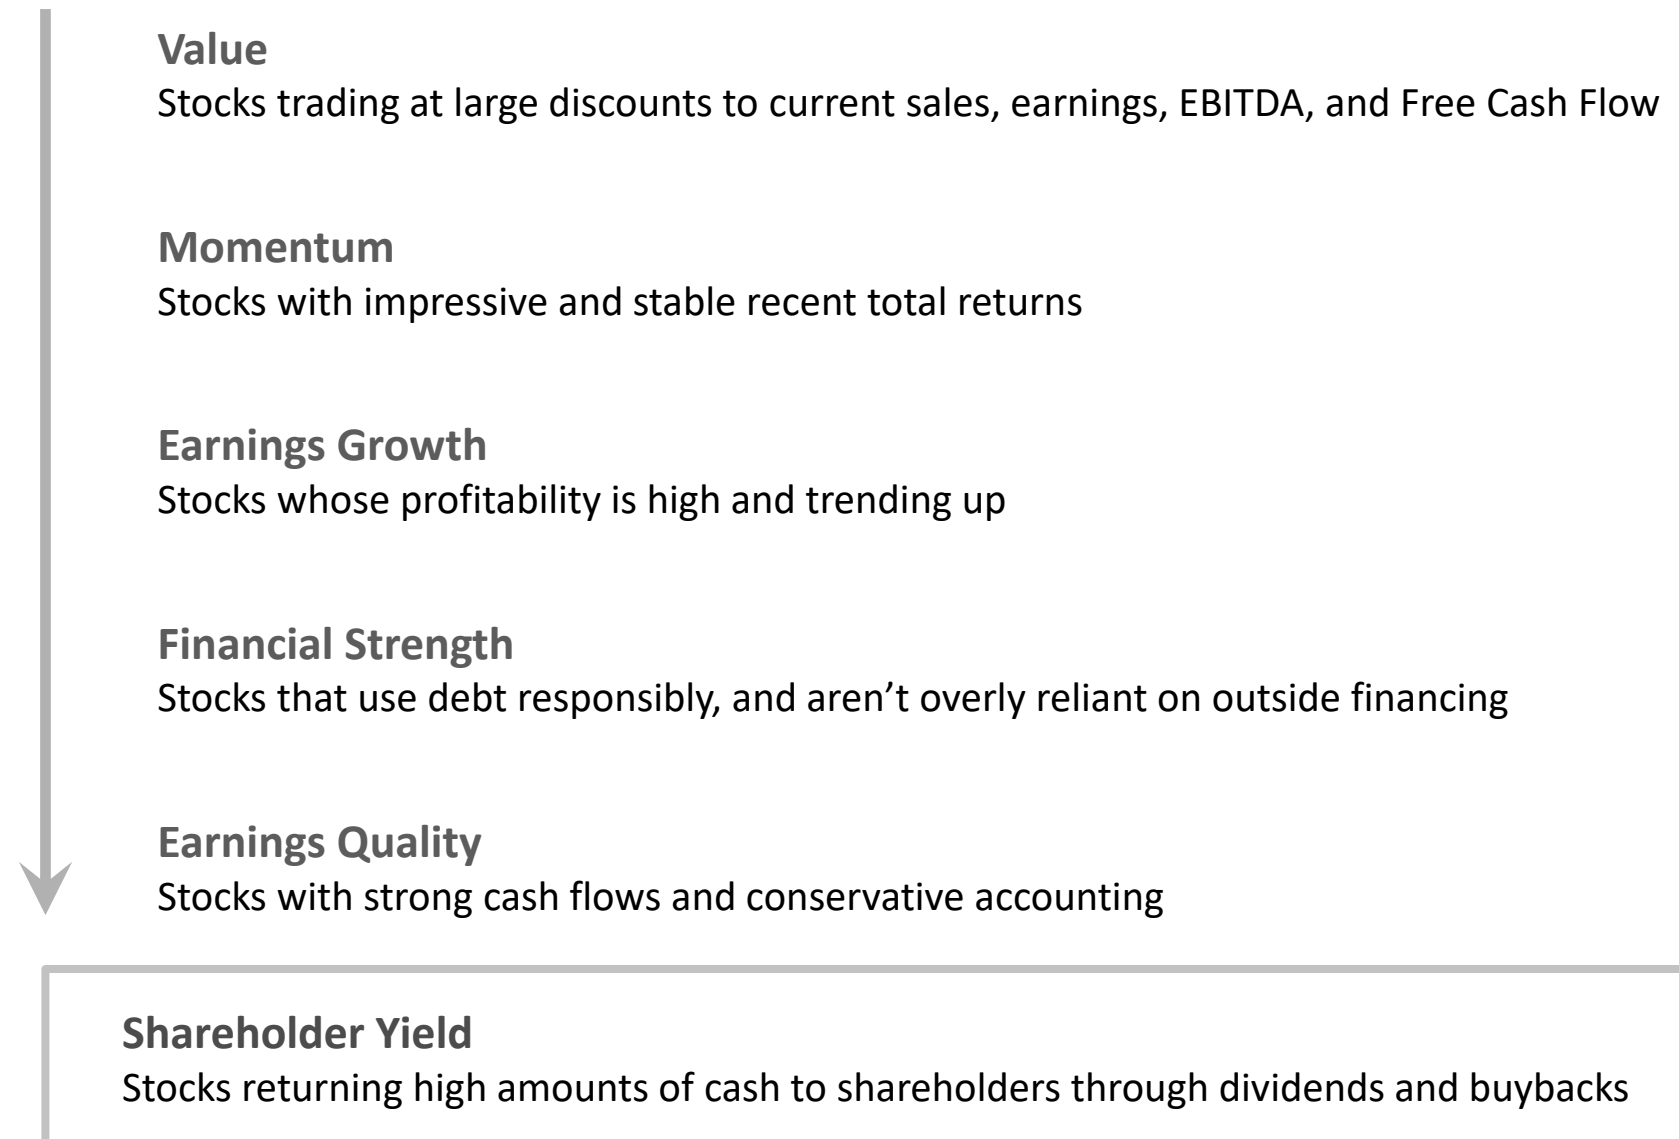 Value
Stocks trading at large discounts to current sales, earnings, EBITDA, and Free Cash Flow
Momentum
Stocks with impressive and stable recent total returns
Earnings Growth
Stocks whose profitability is high and trending up
Financial Strength
Stocks that use debt responsibly, and aren’t overly reliant on outside financing
Earnings Quality
Stocks with strong cash flows and conservative accounting
Shareholder Yield
Stocks returning high amounts of cash to shareholders through dividends and buybacks